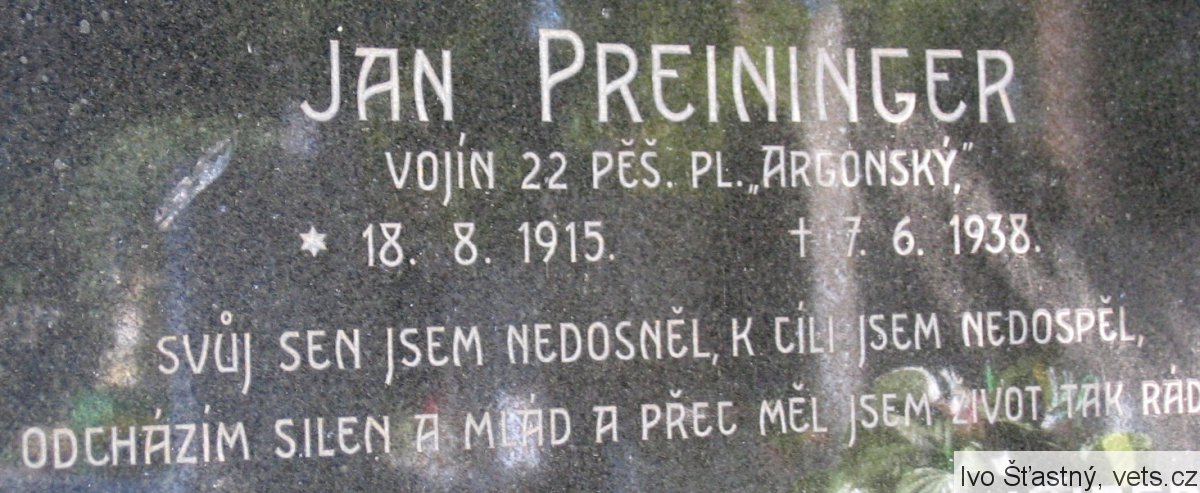 JAN PREININGER
VOJÍN 22 PĚŠ. PL. „ARGONSKÝ„"
* 18. 8. 1915. † 7. 6. 1938.
SVŮJ SEN JSEM NEDOSNĚL, K CÍLI JSEM NEDOSPĚL,
ODCHÁZÍM SILEN A MLÁD A PŘEC MĚL JSEM ŽIVOT TAK RÁD
Ivo Šťastný, vets.cz